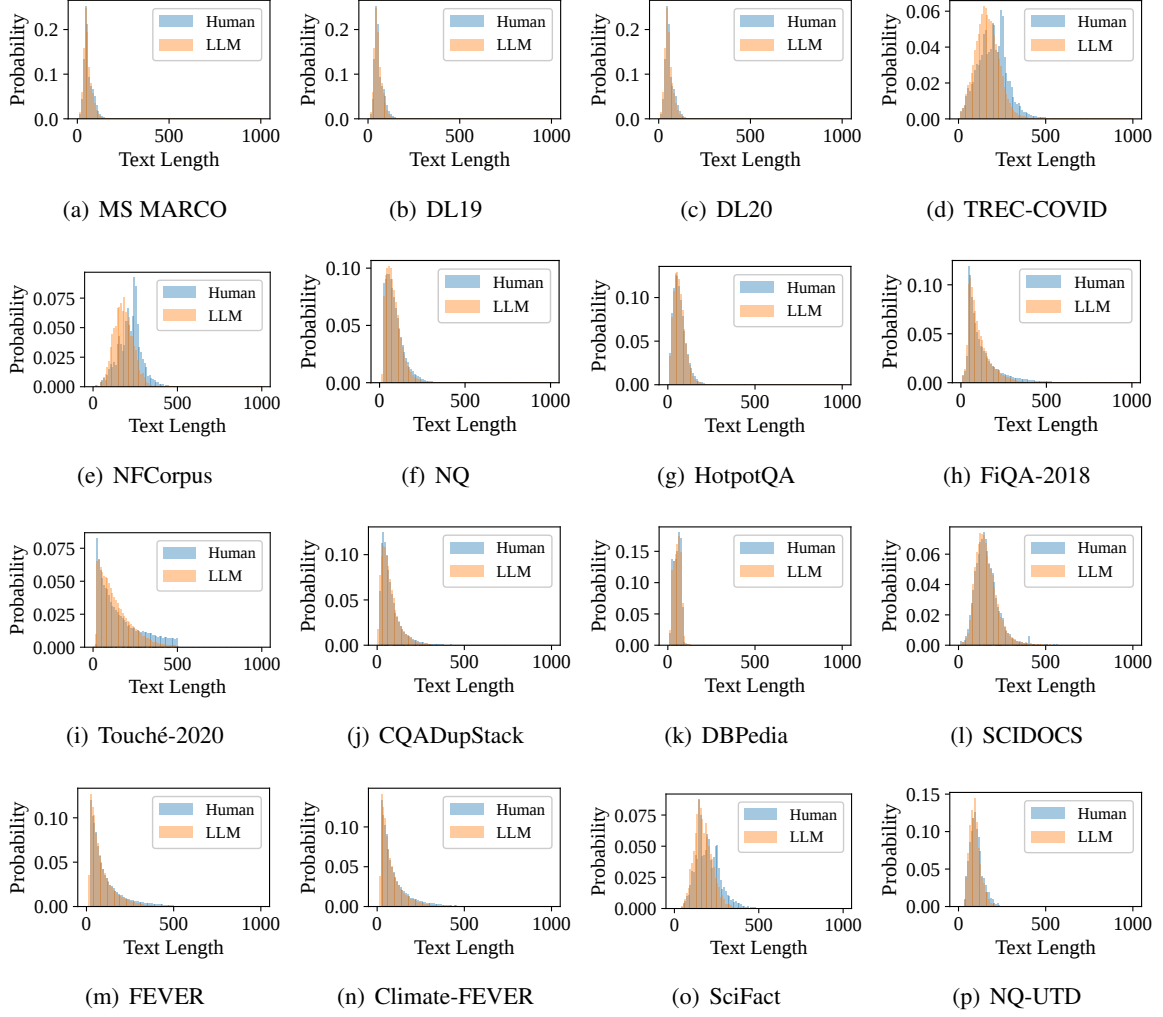 Probability
0.2
0.1
0.0
Human
LLM
0
500
1000
Text Length
(a) MS MARCO
Probability
0.2
0.1
0.0
Human
LLM
0
500
1000
Text Length
(b) DL19
Probability
0.2
0.1
0.0
Human
LLM
0
500
1000
Text Length
(c) DL20
Probability
0.06
0.04
0.02
0.00
Human
LLM
0
500
1000
Text Length
(d) TREC-COVID
Probability
0.075
0.050
0.025
0.000
Human
LLM
0
500
1000
Text Length
(e) NFCorpus
Probability
0.10
0.05
0.00
Human
LLM
0
500
1000
Text Length
(f) NQ
Probability
0.10
0.05
0.00
Human
LLM
0
500
1000
Text Length
(g) HotpotQA
Probability
0.10
0.05
0.00
Human
LLM
0
500
1000
Text Length
(h) FiQA-2018
Probability
0.075
0.050
0.025
0.000
Human
LLM
0
500
1000
Text Length
(i) Touché-2020
Probability
0.10
0.05
0.00
Human
LLM
0
500
1000
Text Length
(j) CQADupStack
Probability
0.15
0.10
0.05
0.00
Human
LLM
0
500
1000
Text Length
(k) DBPedia
Probability
0.06
0.04
0.02
0.00
Human
LLM
0
500
1000
Text Length
(l) SCIDOCS
Probability
0.10
0.05
0.00
Human
LLM
0
500
1000
Text Length
(m) FEVER
Probability
0.10
0.05
0.00
Human
LLM
0
500
1000
Text Length
(n) Climate-FEVER
Probability
0.075
0.050
0.025
0.000
Human
LLM
0
500
1000
Text Length
(o) SciFact
Probability
0.15
0.10
0.05
0.00
Human
LLM
0
500
1000
Text Length
(p) NQ-UTD